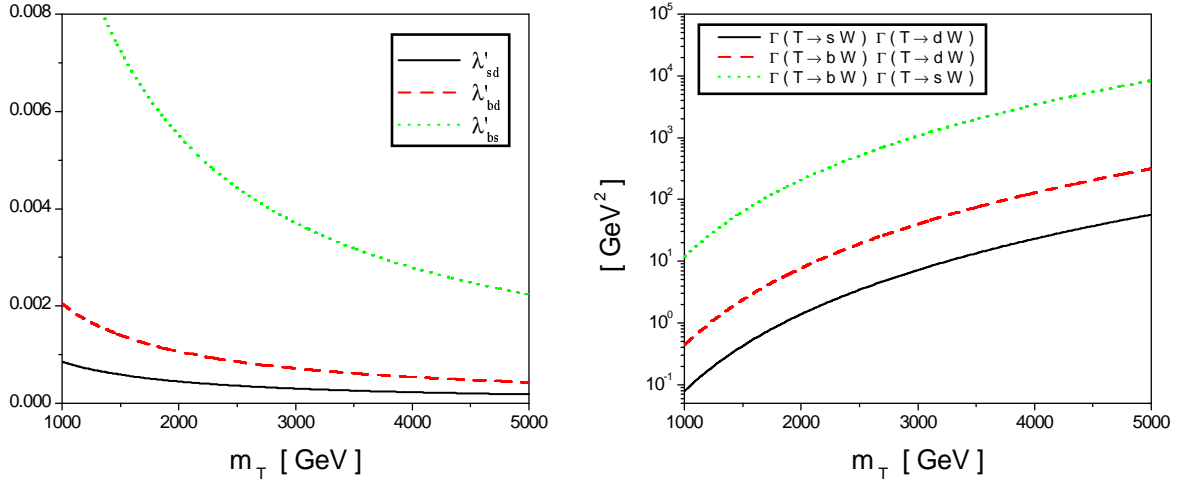 0.008
0.006
0.004
0.002
0.000
λ'sd
λ'bd
λ'bs
1000
2000
3000
4000
5000
m_T [ GeV ]
10^5
10^4
10^3
10^2
10^1
10^0
10^-1
[ GeV^2 ]
Γ ( T→s W ) Γ ( T→d W )
Γ ( T→b W ) Γ ( T→d W )
Γ ( T→b W ) Γ ( T→s W )
1000
2000
3000
4000
5000
m_T [ GeV ]